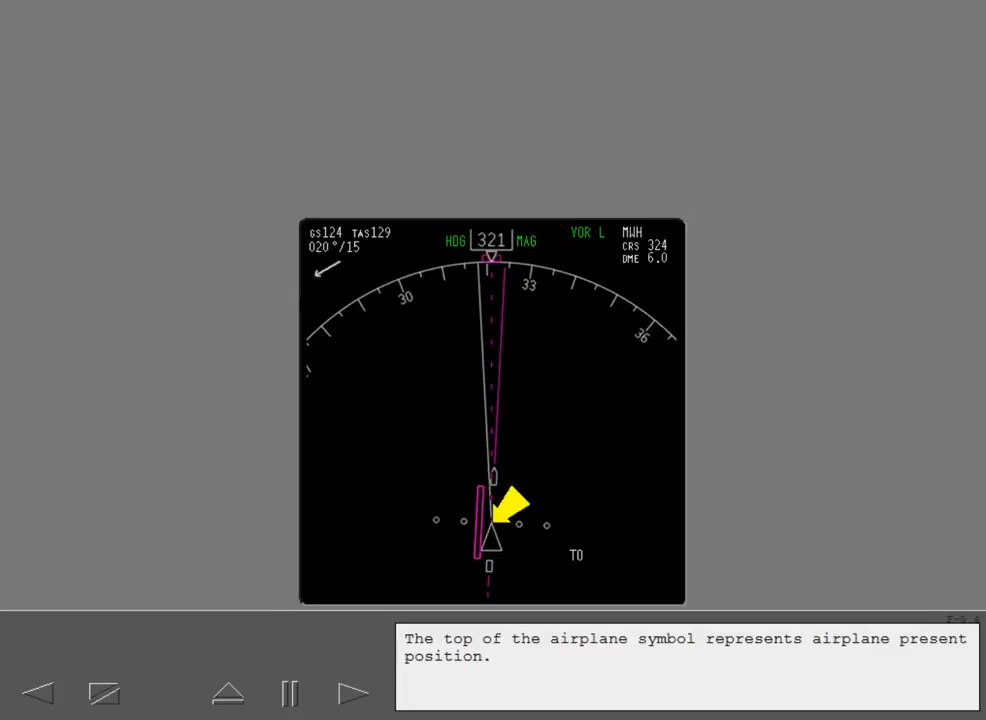 GS124 TAS129
020°/15
HDG 321 MAG
VOR L
MWH
CRS 324
DME 6.0
30
33
36
TO
The top of the airplane symbol represents airplane present
position.